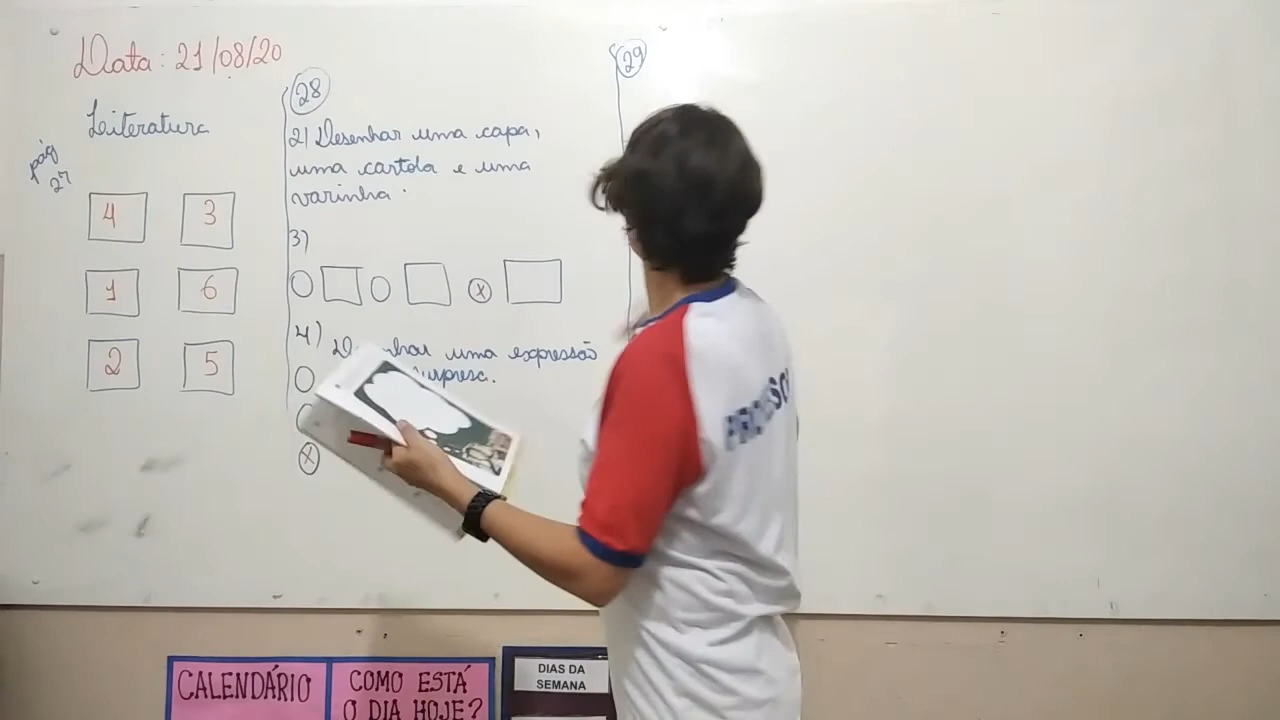 Data: 21/08/20
Leiteratura
pág
27
4 3
1 6
2 5
28
2) Desenhar uma capa,
uma cartola e uma
varinha.
3)
x
4)
uma expressão
x
29
CALENDÁRIO
COMO ESTÁ
O DIA HOJE?
DIAS DA
SEMANA